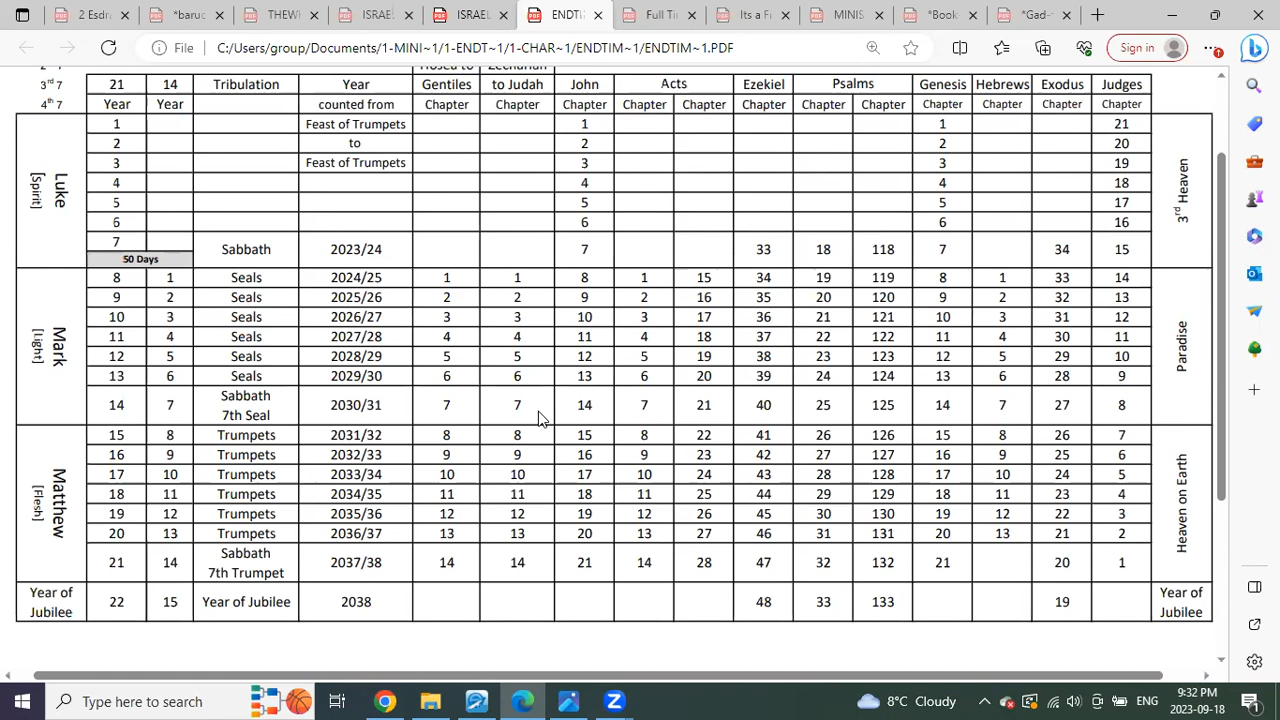 2 Esdra
*baruc
THEW
ISRAEL
ISRAEL
ENDTI
Full Tir
Its a Fr
MINIS
*Book
*Gad-
File C:/Users/group/Documents/1-MINI~1/1-ENDT~1/1-CHAR~1/ENDTIM~1/ENDTIM~1.PDF Sign in
3rd 7 21 14 Tribulation Year Gentiles to Judah John Acts Ezekiel Psalms Genesis Hebrews Exodus Judges
4th 7 Year Year counted from Chapter Chapter Chapter Chapter Chapter Chapter Chapter Chapter Chapter Chapter Chapter Chapter
Luke
[Spirit]
3rd Heaven
1 Feast of Trumpets 1 1 21
2 to 2 2 20
3 Feast of Trumpets 3 3 19
4 4 4 18
5 5 5 17
6 6 6 16
7 Sabbath 2023/24 7 33 18 118 7 34 15
50 Days
Mark
[Light]
Paradise
8 1 Seals 2024/25 1 1 8 1 15 34 19 119 8 1 33 14
9 2 Seals 2025/26 2 2 9 2 16 35 20 120 9 2 32 13
10 3 Seals 2026/27 3 3 10 3 17 36 21 121 10 3 31 12
11 4 Seals 2027/28 4 4 11 4 18 37 22 122 11 4 30 11
12 5 Seals 2028/29 5 5 12 5 19 38 23 123 12 5 29 10
13 6 Seals 2029/30 6 6 13 6 20 39 24 124 13 6 28 9
14 7 Sabbath 2030/31 7 7 14 7 21 40 25 125 14 7 27 8
7th Seal
Matthew
[Flesh]
Heaven on Earth
15 8 Trumpets 2031/32 8 8 15 8 22 41 26 126 15 8 26 7
16 9 Trumpets 2032/33 9 9 16 9 23 42 27 127 16 9 25 6
17 10 Trumpets 2033/34 10 10 17 10 24 43 28 128 17 10 24 5
18 11 Trumpets 2034/35 11 11 18 11 25 44 29 129 18 11 23 4
19 12 Trumpets 2035/36 12 12 19 12 26 45 30 130 19 12 22 3
20 13 Trumpets 2036/37 13 13 20 13 27 46 31 131 20 13 21 2
21 14 Sabbath 2037/38 14 14 21 14 28 47 32 132 21 20 1
7th Trumpet
Year of Jubilee 22 15 Year of Jubilee 2038 48 33 133 19 Year of Jubilee
Type here to search
8°C Cloudy
ENG
9:32 PM
2023-09-18